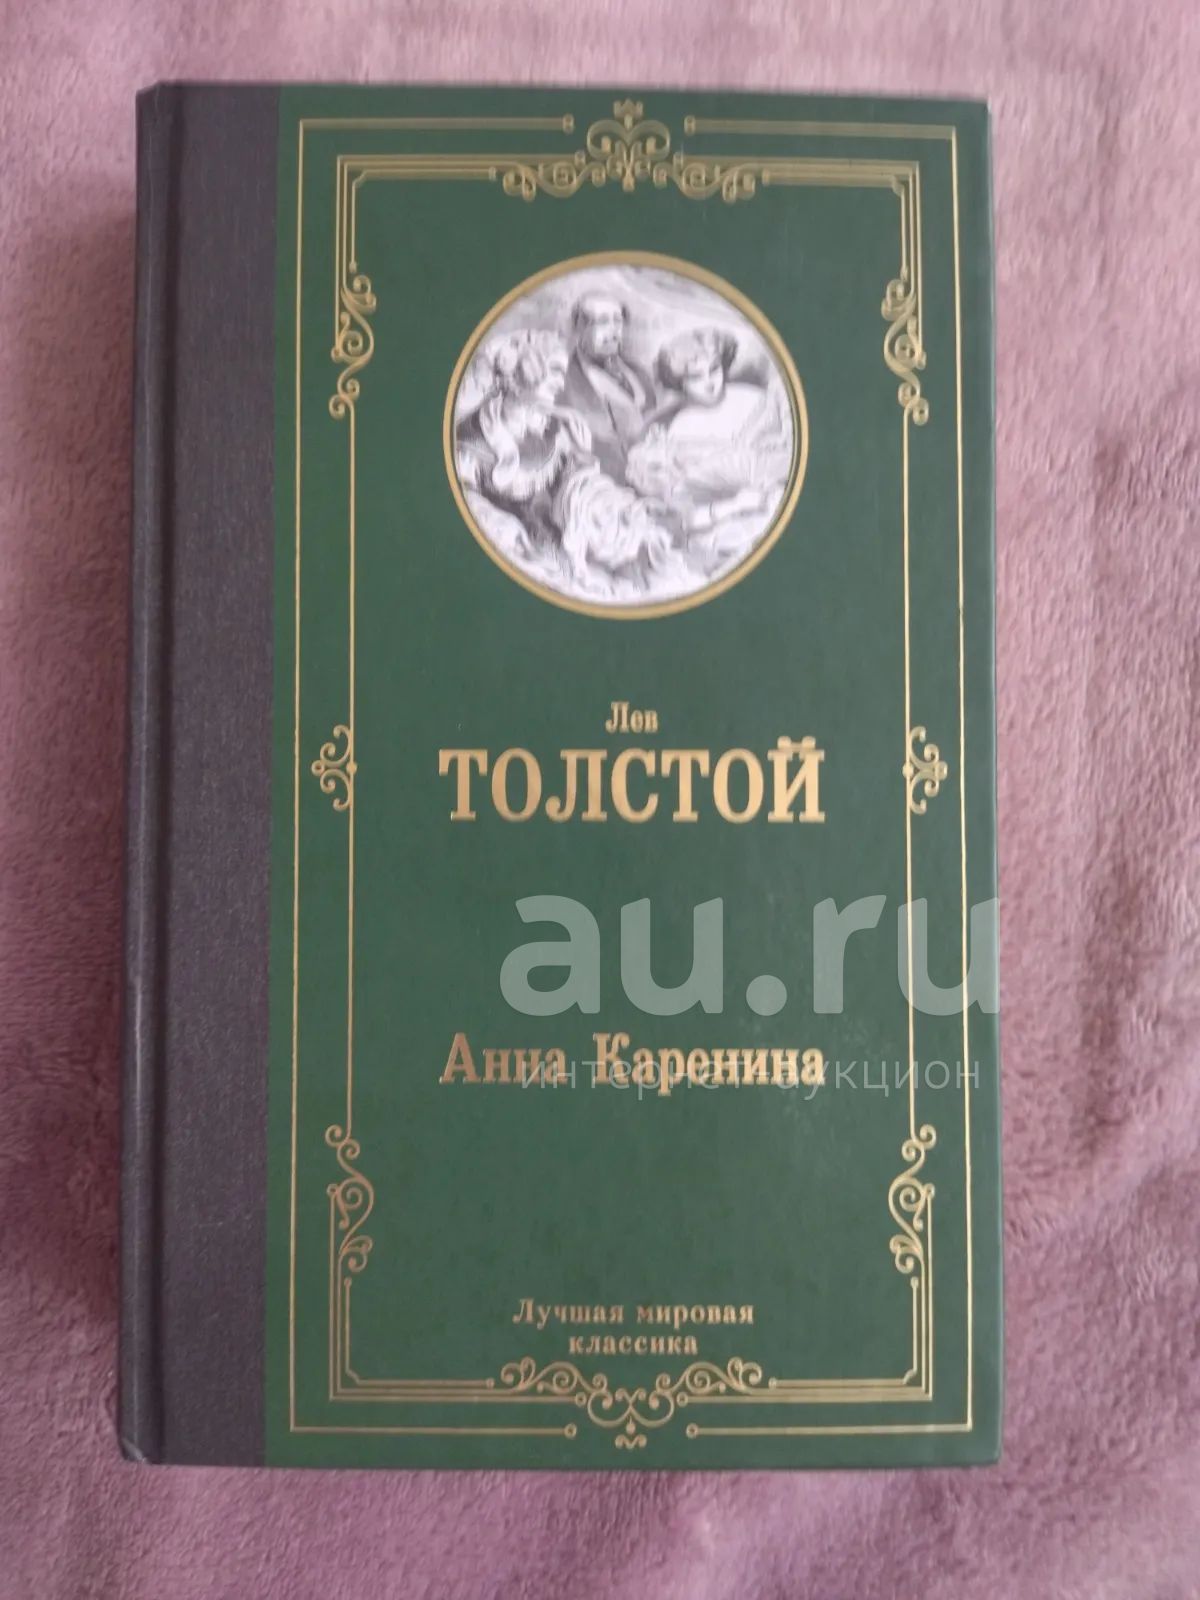 Лев
ТОЛСТОЙ
au.ru
Анна Каренина
интернет-аукцион
Лучшая мировая
классика